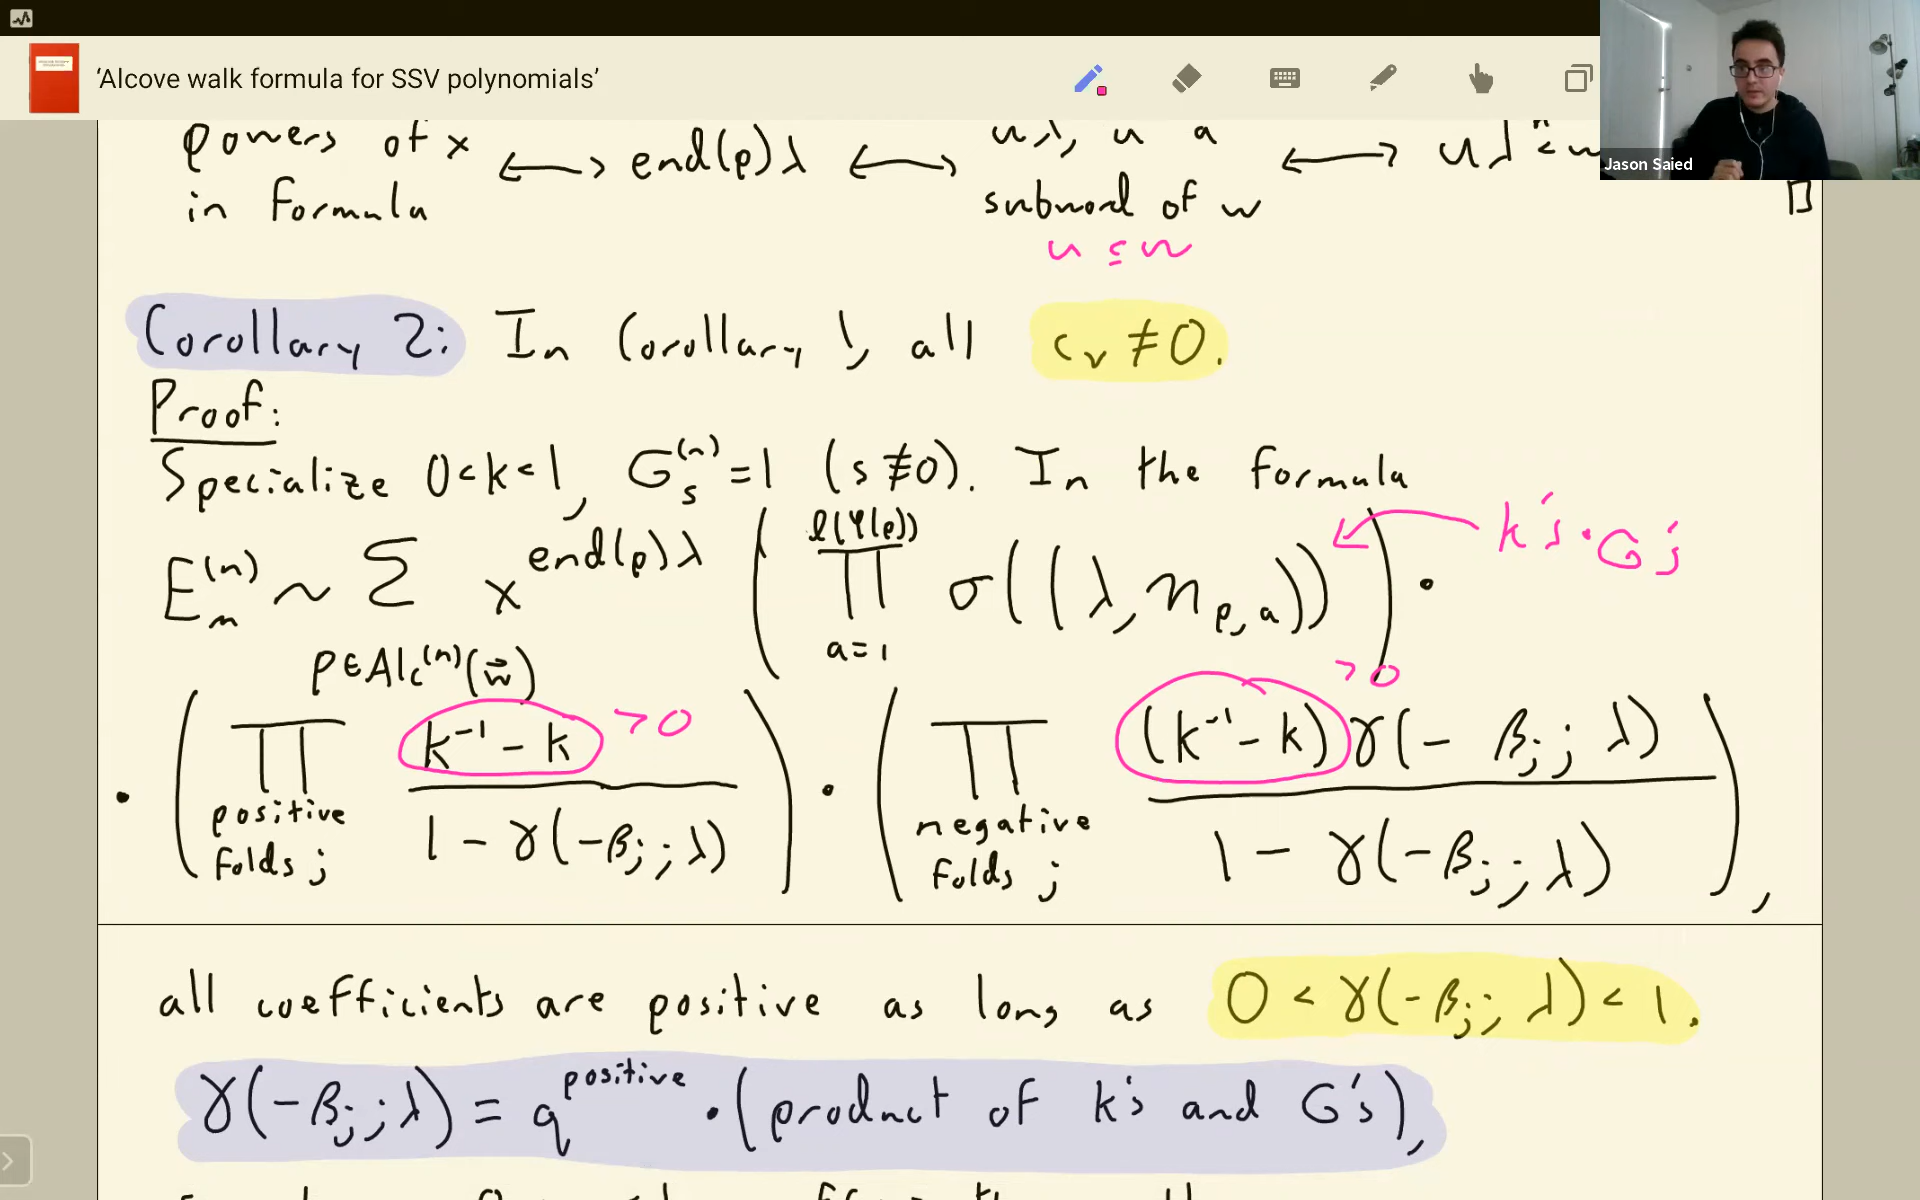 'Alcove walk formula for SSV polynomials'
Jason Saied
powers of x ⟷ end(p)λ ⟷ uλ, u a ⟷
in formula subword of w □
u ≤ w
Corollary 2: In Corollary 1, all c_v ≠ 0.
Proof:
Specialize 0<k<1, G_s^(n) = 1 (s ≢ 0). In the formula
E_m^(n) ~ Σ_{p∈Alc^(n)(w⃗)} x^{end(p)λ} ( ∏_{a=1}^{ℓ(φ(p))} σ((λ, η_{p,a})) ) · ← k's · G's
> 0
· ( ∏_{positive folds j} (k⁻¹ - k) / (1 - γ(-β_j; λ)) ) · ( ∏_{negative folds j} (k⁻¹ - k)γ(-β_j; λ) / (1 - γ(-β_j; λ)) ),
> 0
all coefficients are positive as long as 0 < γ(-β_j; λ) < 1.
γ(-β_j; λ) = q^positive · (product of k's and G's),